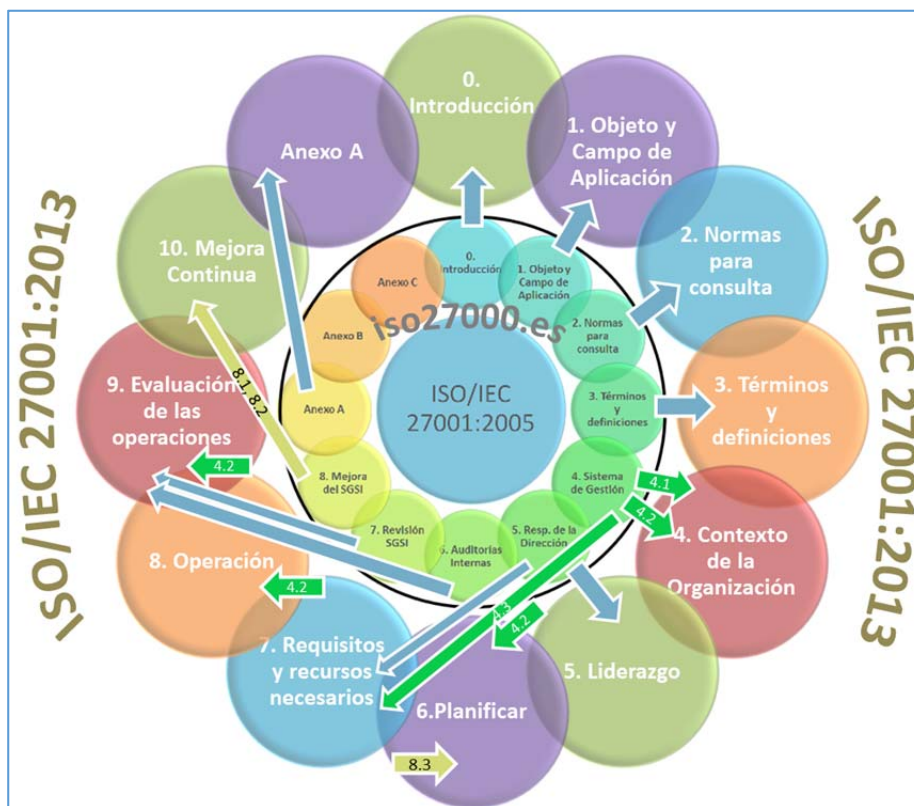 0.
Introducción
1. Objeto y
Campo de
Aplicación
2. Normas
para
consulta
3. Términos
y
definiciones
4. Contexto
de la
Organización
5. Liderazgo
6.Planificar
7. Requisitos
y recursos
necesarios
8. Operación
9. Evaluación
de las
operaciones
10. Mejora
Continua
Anexo A
ISO/IEC 27001:2013
ISO/IEC 27001:2013
0.
Introducción
1. Objeto y
Campo de
Aplicación
2. Normas
para
consulta
3. Términos
y
definiciones
4. Sistema
de Gestión
5. Resp. de la
Dirección
6. Auditorías
Internas
7. Revisión
SGSI
8. Mejora
del SGSI
Anexo A
Anexo B
Anexo C
iso27000.es
ISO/IEC
27001:2005
4.1
4.2
4.3
4.2
4.2
4.2
8.1, 8.2
8.3